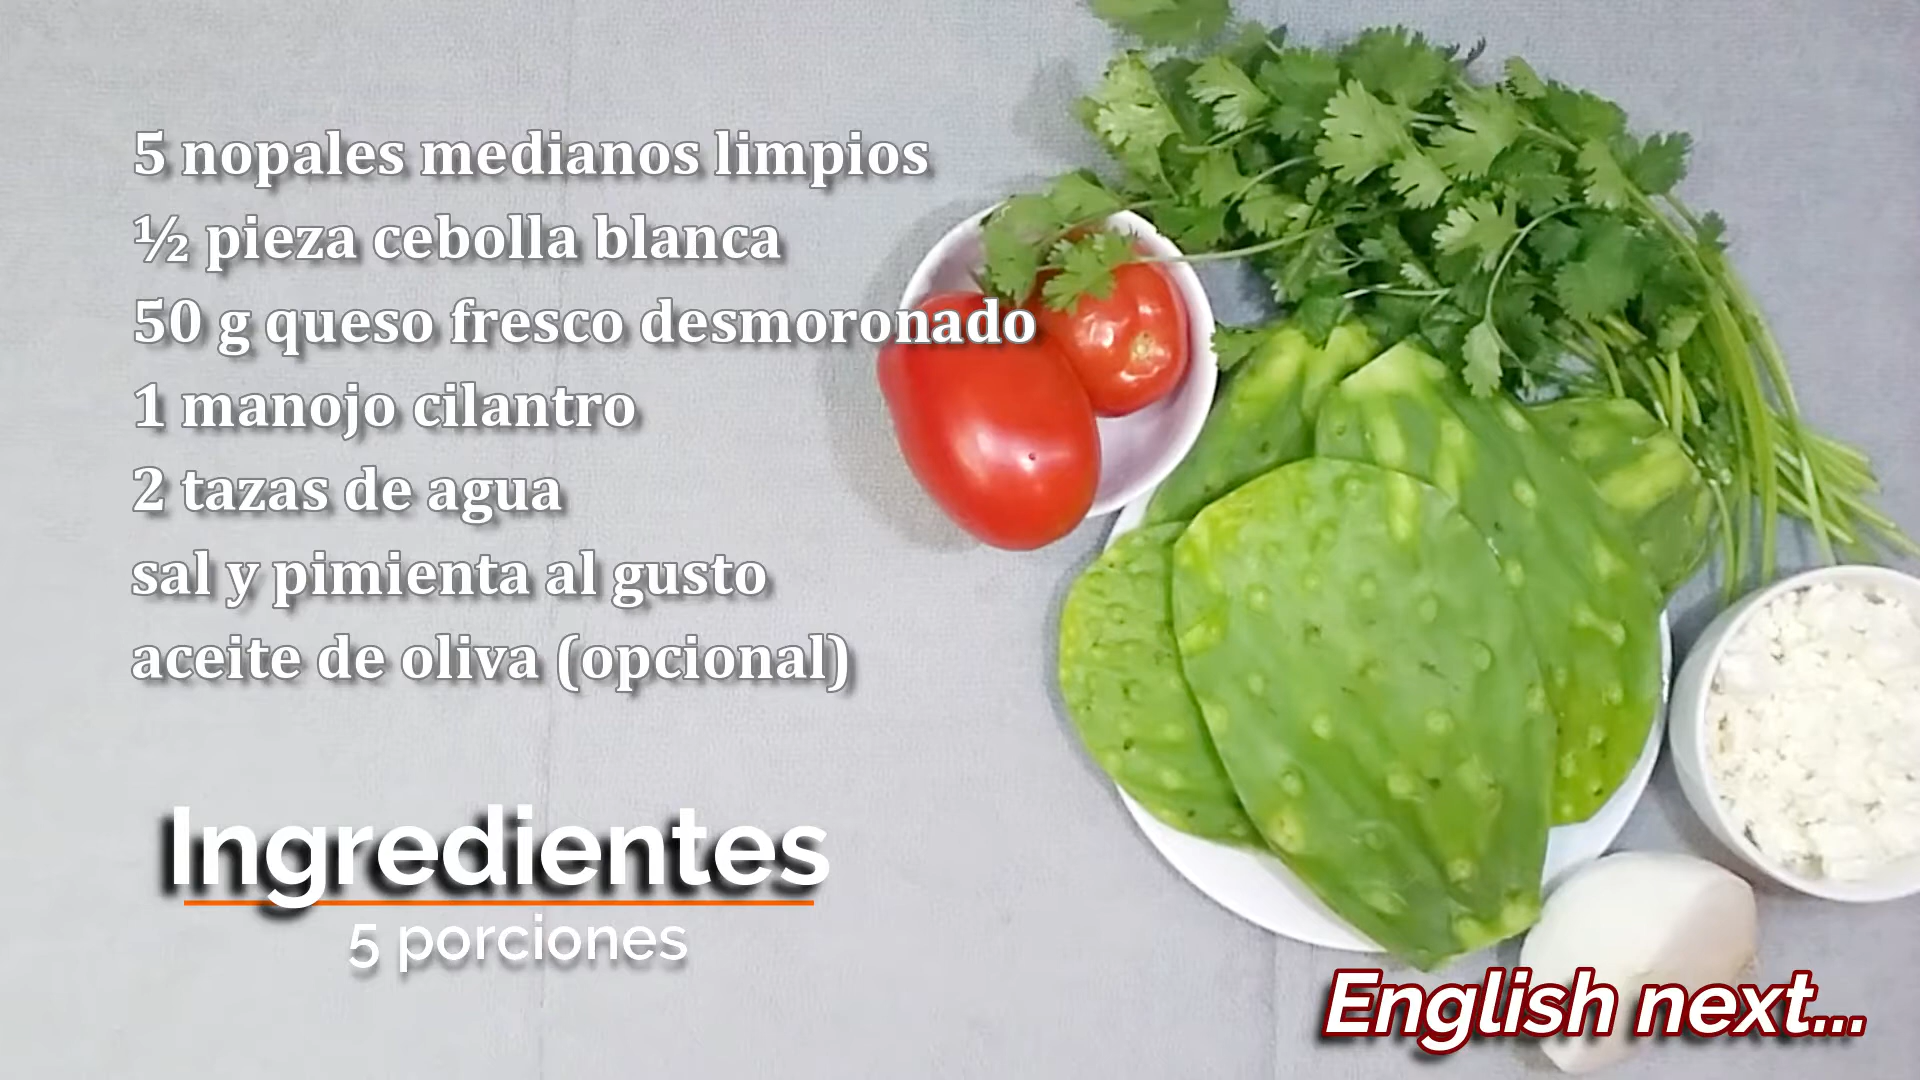 5 nopales medianos limpios
½ pieza cebolla blanca
50 g queso fresco desmoronado
1 manojo cilantro
2 tazas de agua
sal y pimienta al gusto
aceite de oliva (opcional)
Ingredientes
5 porciones
English next...